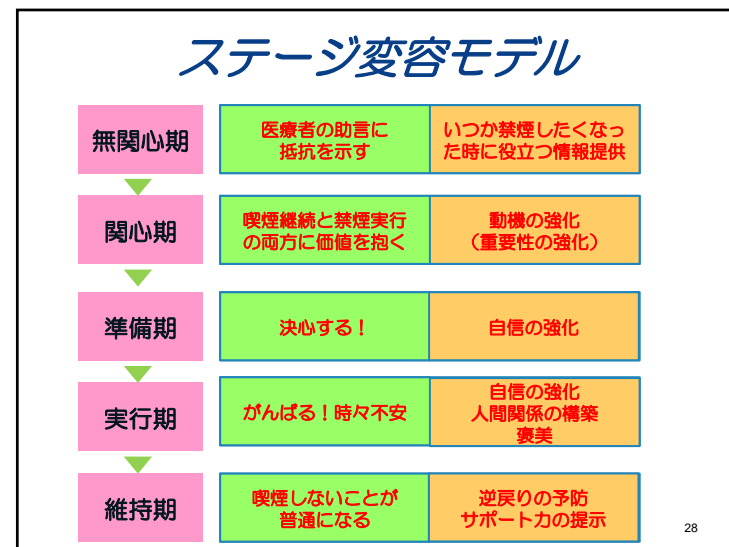 ステージ変容モデル
無関心期
医療者の助言に
抵抗を示す
いつか禁煙したくなっ
た時に役立つ情報提供
関心期
喫煙継続と禁煙実行
の両方に価値を抱く
動機の強化
（重要性の強化）
準備期
決心する！
自信の強化
実行期
がんばる！時々不安
自信の強化
人間関係の構築
褒美
維持期
喫煙しないことが
普通になる
逆戻りの予防
サポート力の提示
28